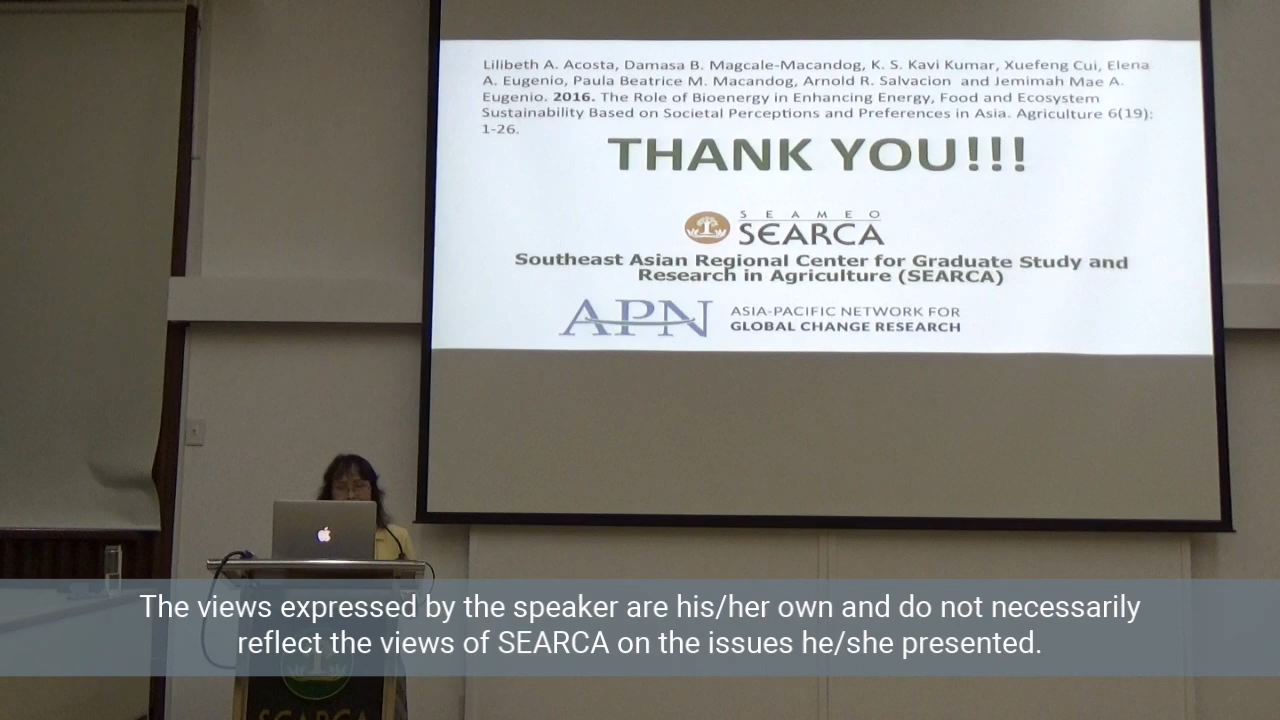 Lilibeth A. Acosta, Damasa B. Magcale-Macandog, K. S. Kavi Kumar, Xuefeng Cui, Elena
A. Eugenio, Paula Beatrice M. Macandog, Arnold R. Salvacion and Jemimah Mae A.
Eugenio. 2016. The Role of Bioenergy in Enhancing Energy, Food and Ecosystem
Sustainability Based on Societal Perceptions and Preferences in Asia. Agriculture 6(19):
1-26.
THANK YOU!!!
SEAMEO
SEARCA
Southeast Asian Regional Center for Graduate Study and
Research in Agriculture (SEARCA)
APN ASIA-PACIFIC NETWORK FOR
GLOBAL CHANGE RESEARCH
The views expressed by the speaker are his/her own and do not necessarily
reflect the views of SEARCA on the issues he/she presented.
SEARCA